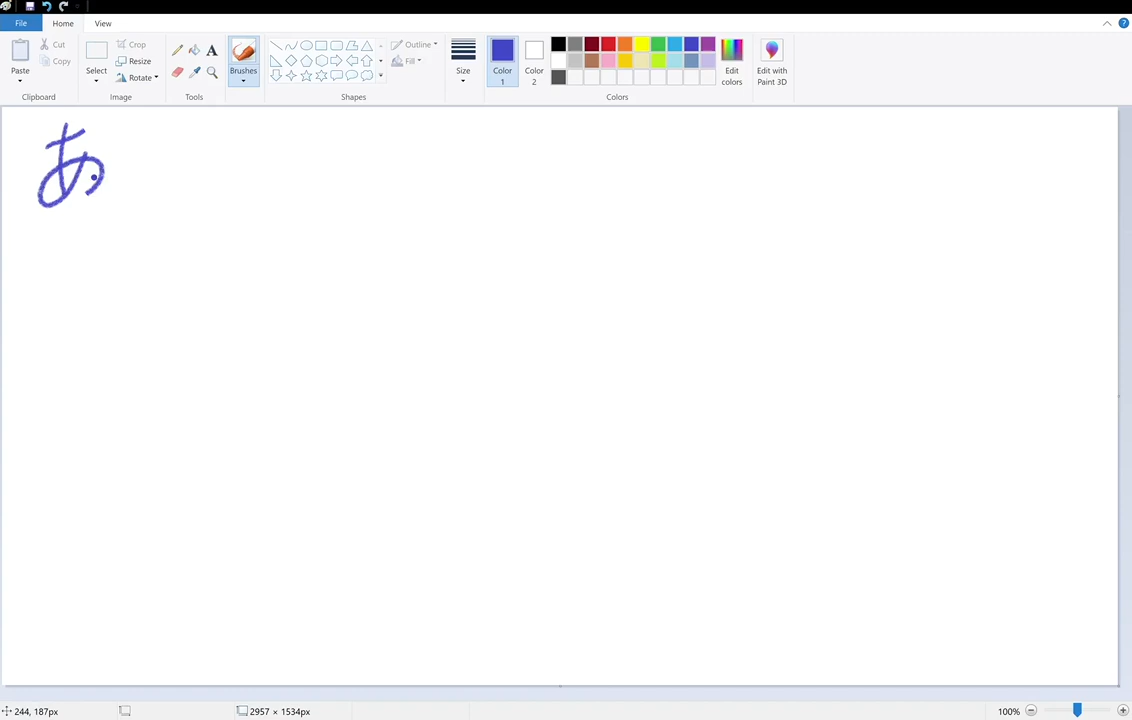 File Home View
Paste Cut Copy Clipboard
Select Crop Resize Rotate Image
Tools
Brushes
Outline Fill Shapes
Size
Color 1 Color 2 Edit colors Colors
Edit with Paint 3D
あ
244, 187px 2957 × 1534px 100%